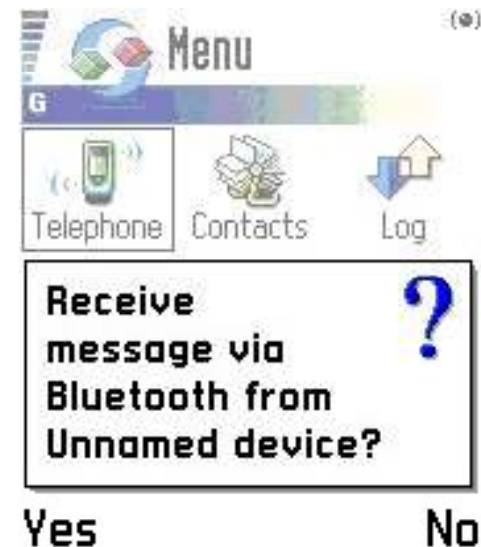 Menu
G
Telephone Contacts Log
Receive
message via
Bluetooth from
Unnamed device?
?
Yes No